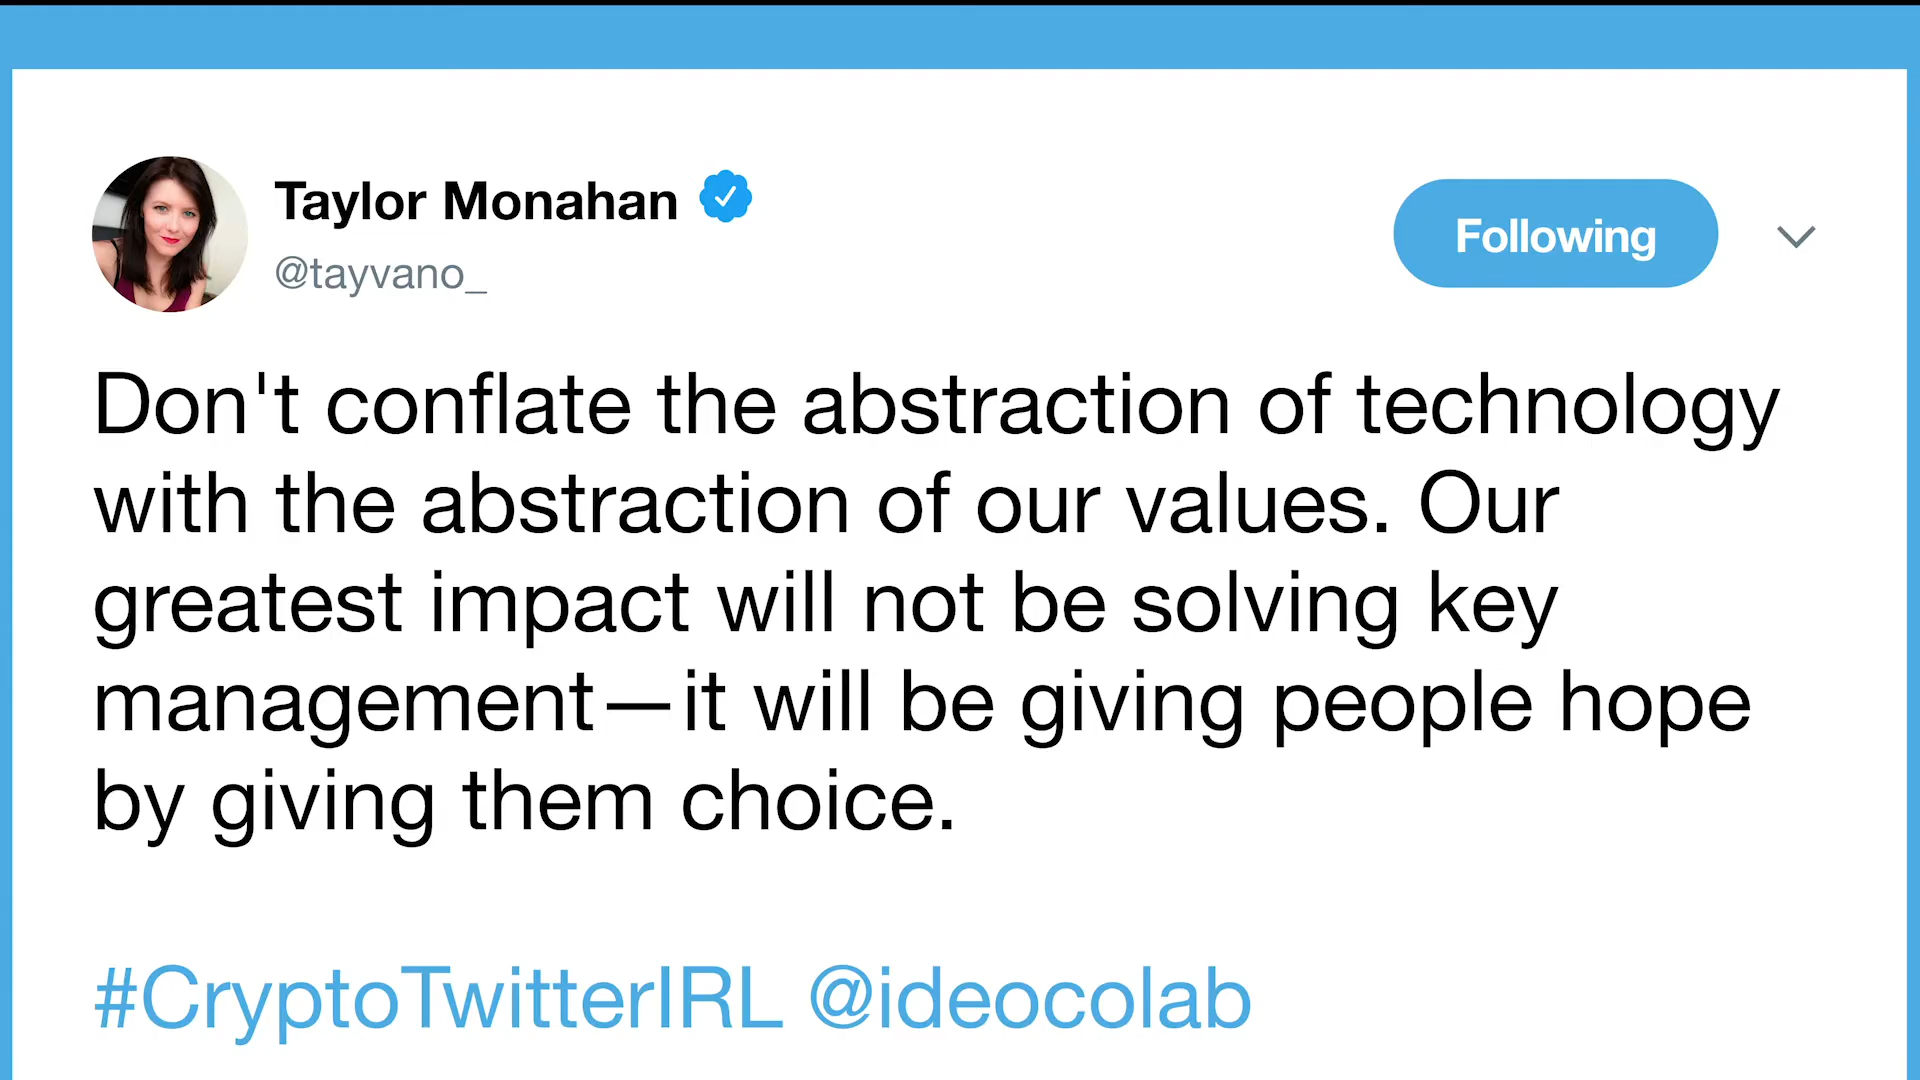 Taylor Monahan
@tayvano_
Following
Don't conflate the abstraction of technology
with the abstraction of our values. Our
greatest impact will not be solving key
management—it will be giving people hope
by giving them choice.
#CryptoTwitterIRL @ideocolab